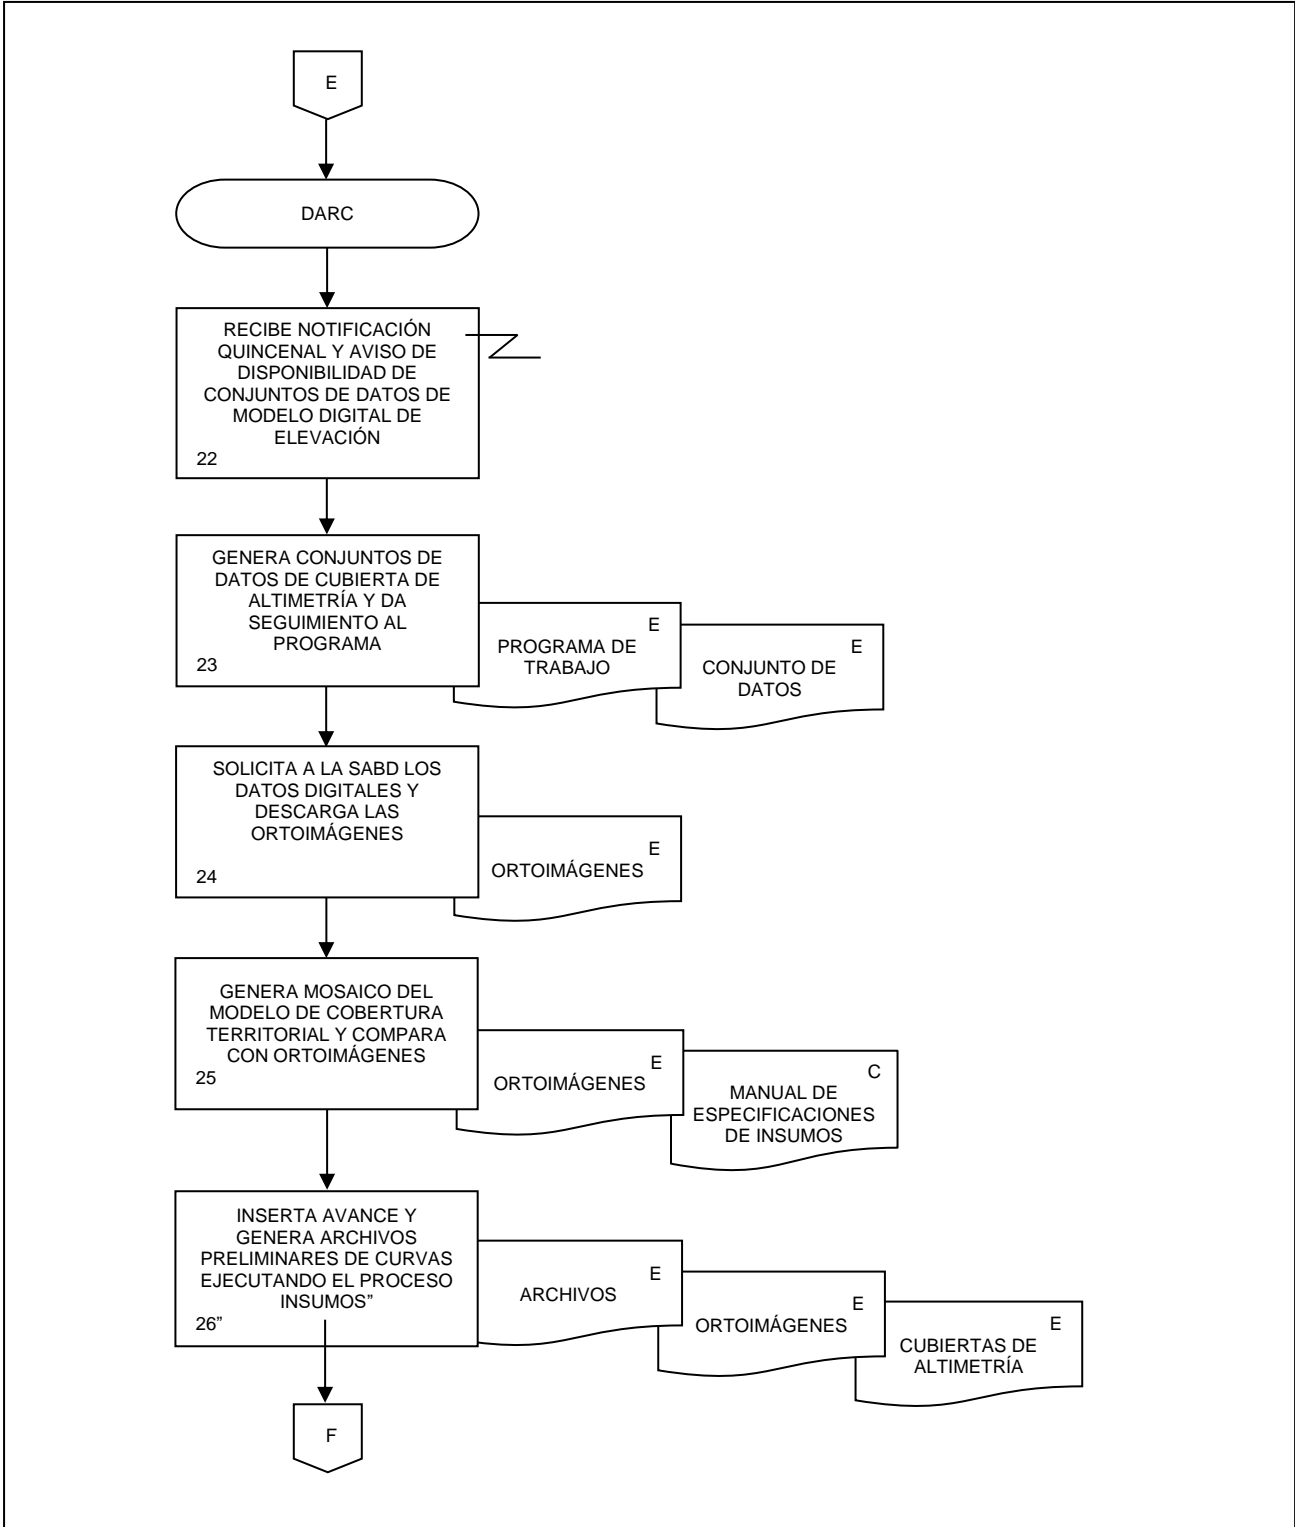 E
DARC
RECIBE NOTIFICACIÓN
QUINCENAL Y AVISO DE
DISPONIBILIDAD DE
CONJUNTOS DE DATOS DE
MODELO DIGITAL DE
ELEVACIÓN
22
GENERA CONJUNTOS DE
DATOS DE CUBIERTA DE
ALTIMETRÍA Y DA
SEGUIMIENTO AL
PROGRAMA
23
E
PROGRAMA DE
TRABAJO
E
CONJUNTO DE
DATOS
SOLICITA A LA SABD LOS
DATOS DIGITALES Y
DESCARGA LAS
ORTOIMÁGENES
24
E
ORTOIMÁGENES
GENERA MOSAICO DEL
MODELO DE COBERTURA
TERRITORIAL Y COMPARA
CON ORTOIMÁGENES
25
E
ORTOIMÁGENES
C
MANUAL DE
ESPECIFICACIONES
DE INSUMOS
INSERTA AVANCE Y
GENERA ARCHIVOS
PRELIMINARES DE CURVAS
EJECUTANDO EL PROCESO
INSUMOS”
26”
E
ARCHIVOS
E
ORTOIMÁGENES
E
CUBIERTAS DE
ALTIMETRÍA
F